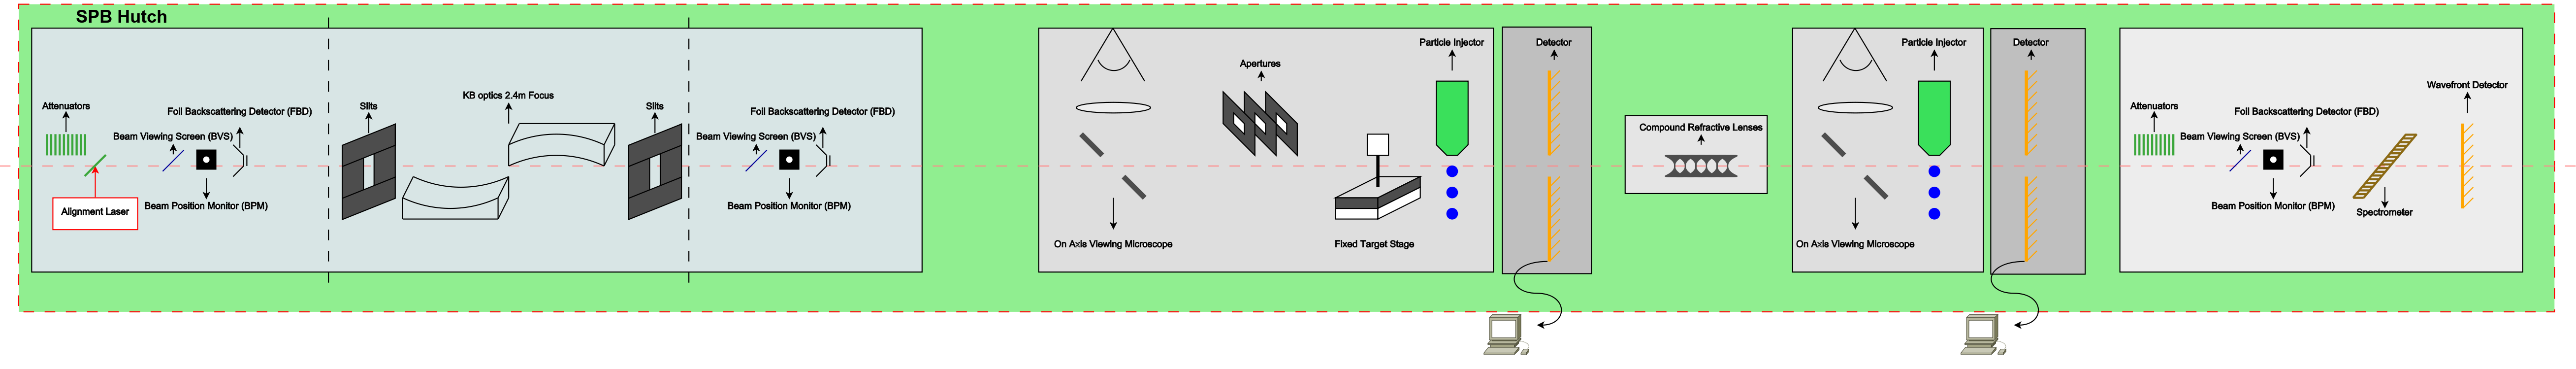 SPB Hutch
Attenuators
Foil Backscattering Detector (FBD)
Beam Viewing Screen (BVS)
Alignment Laser
Beam Position Monitor (BPM)
Slits
KB optics 2.4m Focus
Slits
Foil Backscattering Detector (FBD)
Beam Viewing Screen (BVS)
Beam Position Monitor (BPM)
On Axis Viewing Microscope
Apertures
Fixed Target Stage
Particle Injector
Detector
Compound Refractive Lenses
On Axis Viewing Microscope
Particle Injector
Detector
Attenuators
Foil Backscattering Detector (FBD)
Beam Viewing Screen (BVS)
Beam Position Monitor (BPM)
Spectrometer
Wavefront Detector